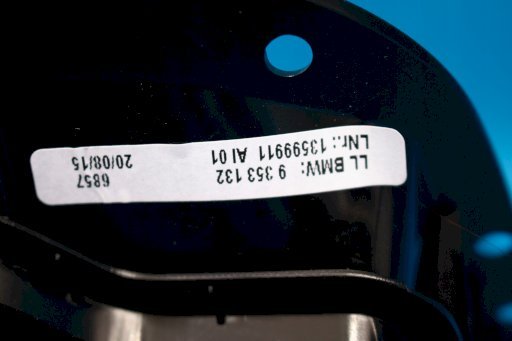 LL BMW: 9 353 132 6857
LNr.: 13599911 AI 01 20/08/15